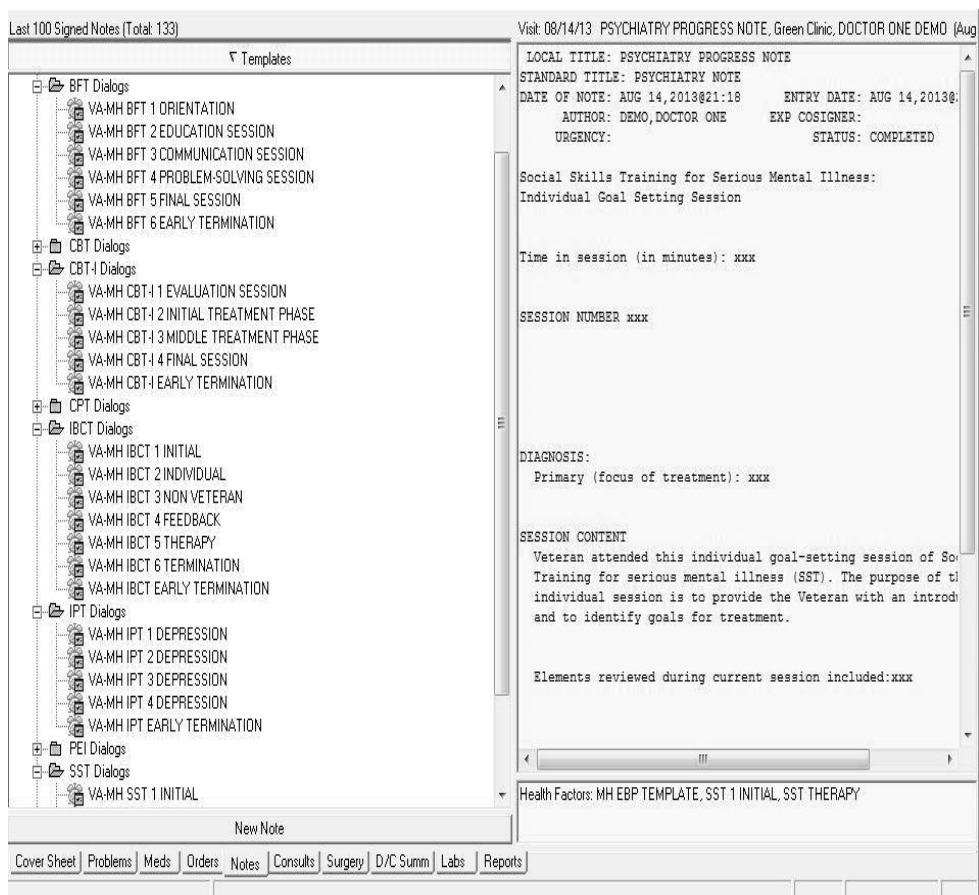 Last 100 Signed Notes (Total: 133)
Templates
BFT Dialogs
VA-MH BFT 1 ORIENTATION
VA-MH BFT 2 EDUCATION SESSION
VA-MH BFT 3 COMMUNICATION SESSION
VA-MH BFT 4 PROBLEM-SOLVING SESSION
VA-MH BFT 5 FINAL SESSION
VA-MH BFT 6 EARLY TERMINATION
CBT Dialogs
CBT-I Dialogs
VA-MH CBT-I 1 EVALUATION SESSION
VA-MH CBT-I 2 INITIAL TREATMENT PHASE
VA-MH CBT-I 3 MIDDLE TREATMENT PHASE
VA-MH CBT-I 4 FINAL SESSION
VA-MH CBT-I EARLY TERMINATION
CPT Dialogs
IBCT Dialogs
VA-MH IBCT 1 INITIAL
VA-MH IBCT 2 INDIVIDUAL
VA-MH IBCT 3 NON VETERAN
VA-MH IBCT 4 FEEDBACK
VA-MH IBCT 5 THERAPY
VA-MH IBCT 6 TERMINATION
VA-MH IBCT EARLY TERMINATION
IPT Dialogs
VA-MH IPT 1 DEPRESSION
VA-MH IPT 2 DEPRESSION
VA-MH IPT 3 DEPRESSION
VA-MH IPT 4 DEPRESSION
VA-MH IPT EARLY TERMINATION
PEI Dialogs
SST Dialogs
VA-MH SST 1 INITIAL
New Note
Visit: 08/14/13 PSYCHIATRY PROGRESS NOTE, Green Clinic, DOCTOR ONE DEMO (Aug
LOCAL TITLE: PSYCHIATRY PROGRESS NOTE
STANDARD TITLE: PSYCHIATRY NOTE
DATE OF NOTE: AUG 14,2013@21:18 ENTRY DATE: AUG 14,2013@
AUTHOR: DEMO,DOCTOR ONE EXP COSIGNER:
URGENCY: STATUS: COMPLETED
Social Skills Training for Serious Mental Illness:
Individual Goal Setting Session
Time in session (in minutes): xxx
SESSION NUMBER xxx
DIAGNOSIS:
Primary (focus of treatment): xxx
SESSION CONTENT
Veteran attended this individual goal-setting session of So
Training for serious mental illness (SST). The purpose of t
individual session is to provide the Veteran with an introd
and to identify goals for treatment.
Elements reviewed during current session included:xxx
Health Factors: MH EBP TEMPLATE, SST 1 INITIAL, SST THERAPY
Cover Sheet Problems Meds Orders Notes Consults Surgery D/C Summ Labs Reports